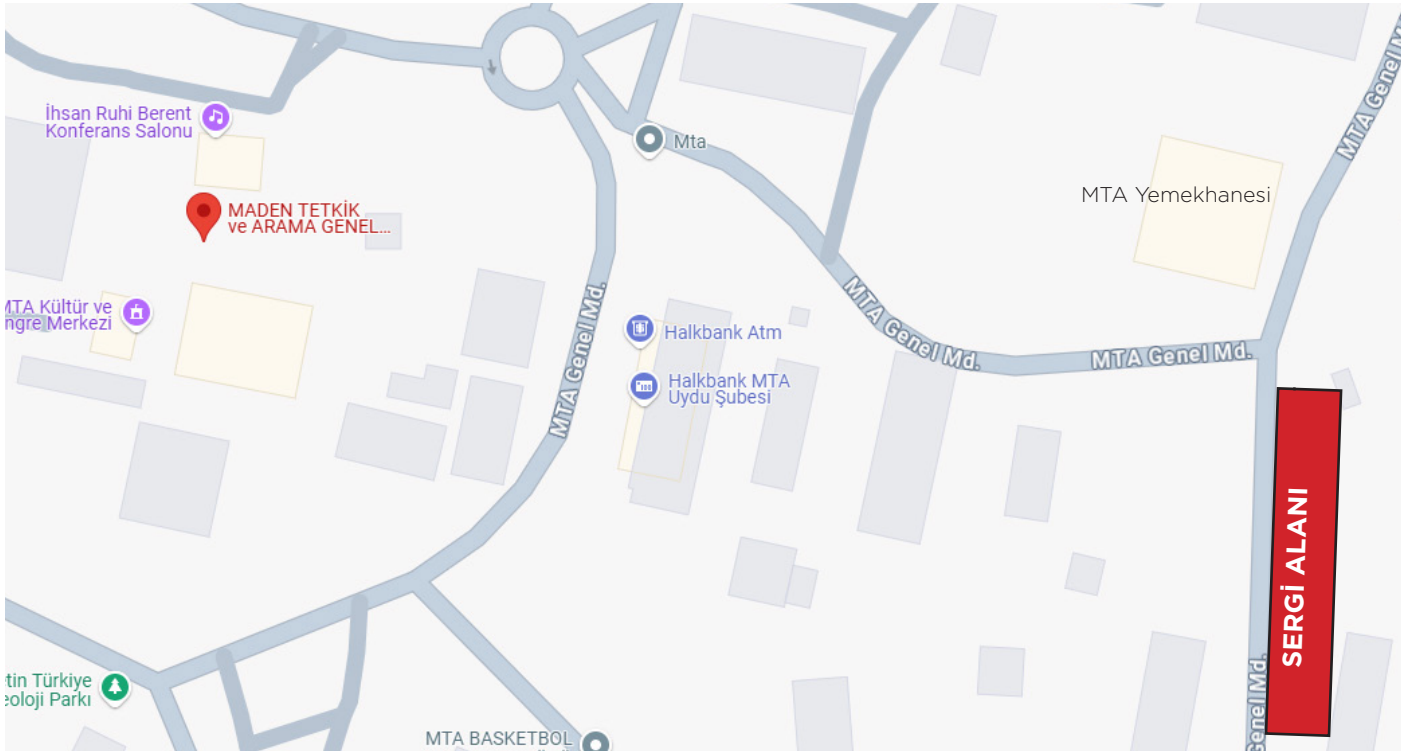 İhsan Ruhi Berent
Konferans Salonu
Mta
MTA Genel Md.
MTA Yemekhanesi
MADEN TETKİK
ve ARAMA GENEL...
MTA Kültür ve
ngre Merkezi
MTA Genel Md.
Halkbank Atm
Halkbank MTA
Uydu Şubesi
MTA Genel Md.
MTA Genel Md.
SERGİ ALANI
Genel Md.
etin Türkiye
eoloji Parkı
MTA BASKETBOL